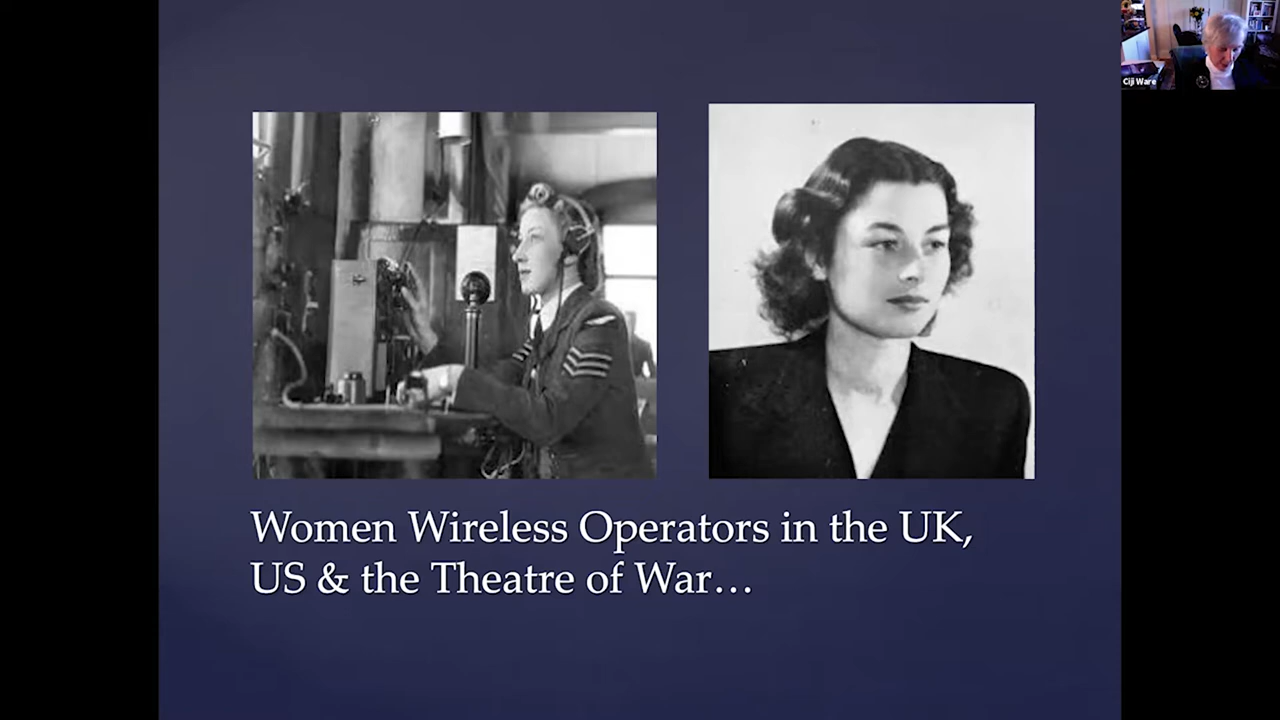 Ciji Ware
Women Wireless Operators in the UK,
US & the Theatre of War…